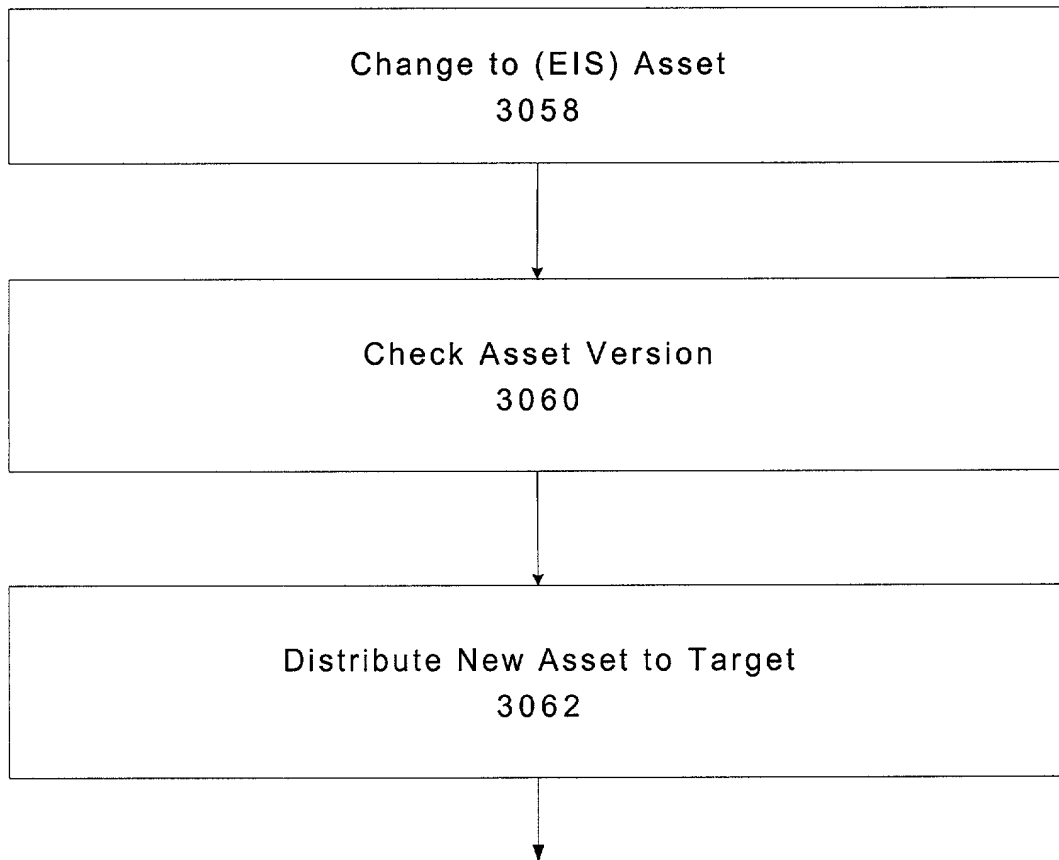 Change to (EIS) Asset
3058
Check Asset Version
3060
Distribute New Asset to Target
3062